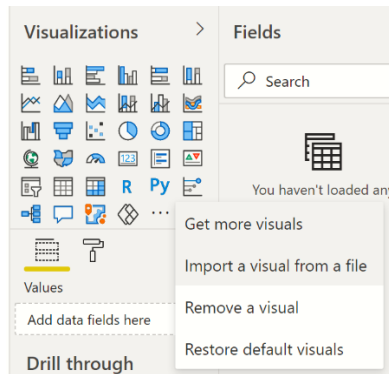 Visualizations
Fields
Search
123
R
Py
You haven't loaded any
Get more visuals
Import a visual from a file
Remove a visual
Restore default visuals
Values
Add data fields here
Drill through